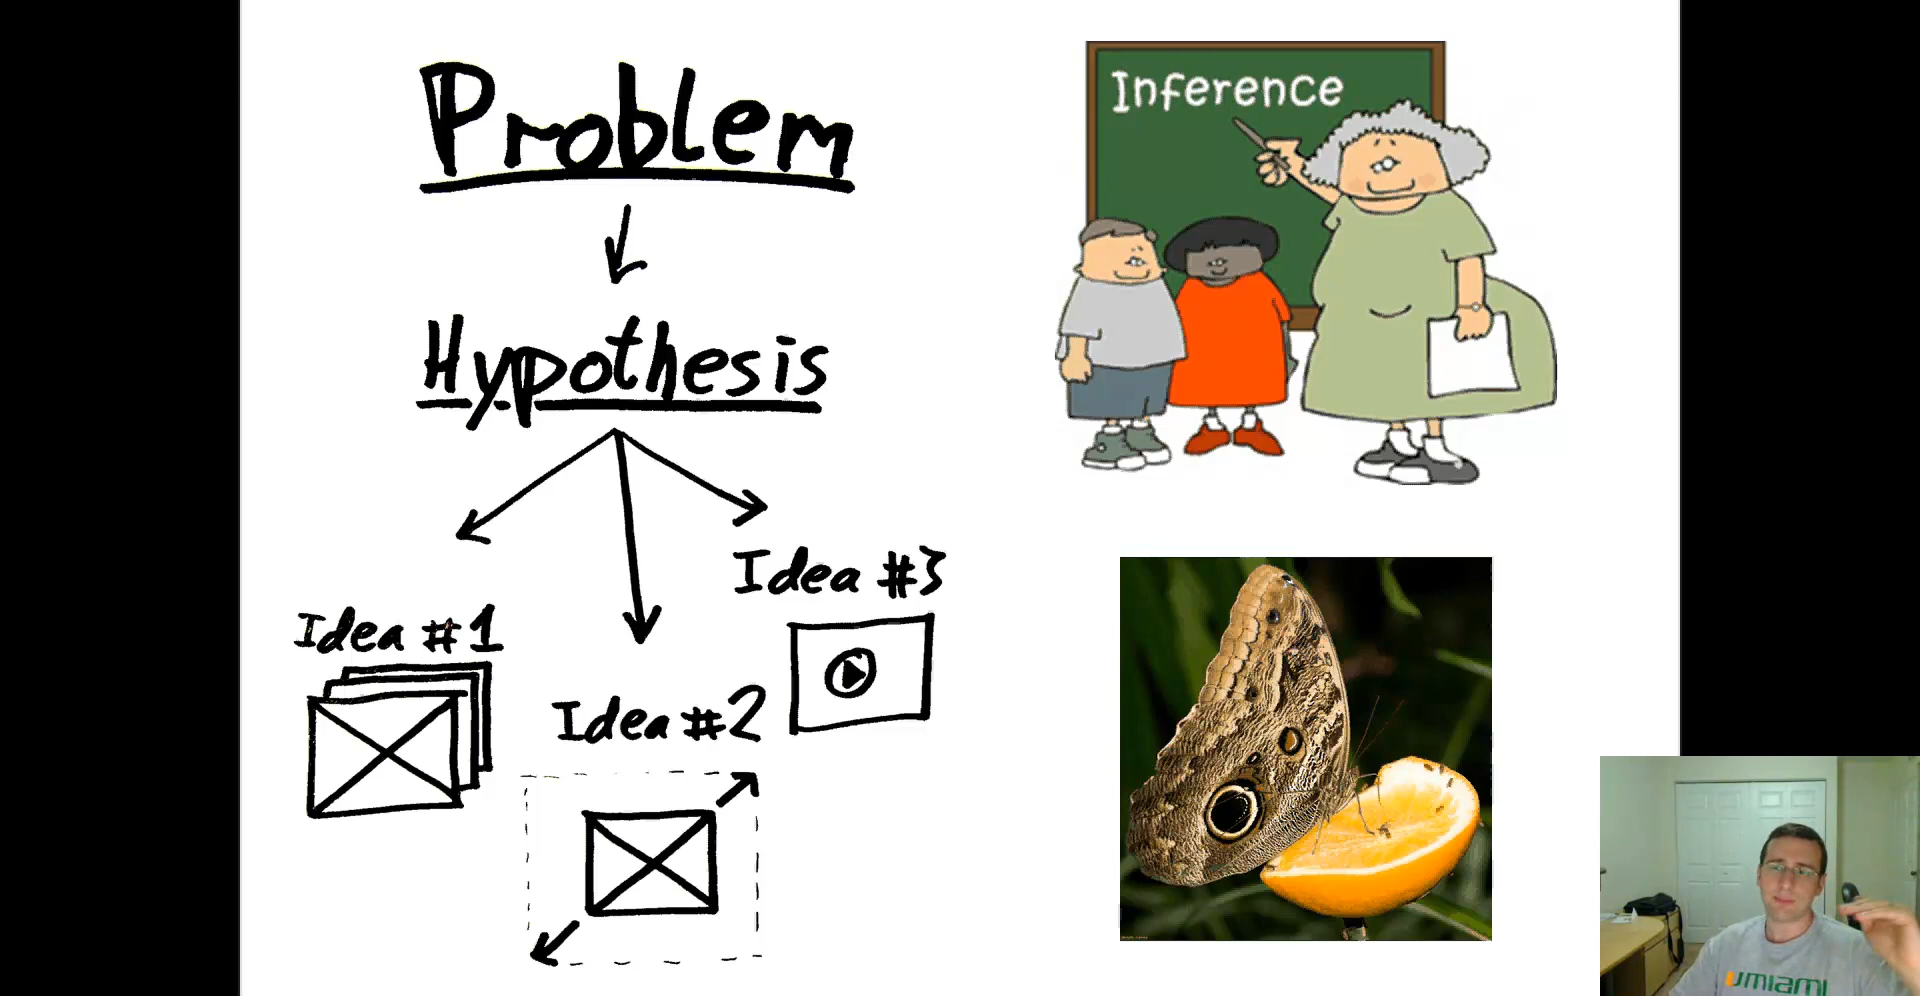 Problem
Hypothesis
Idea #1
Idea #2
Idea #3
Inference
UMIAMI